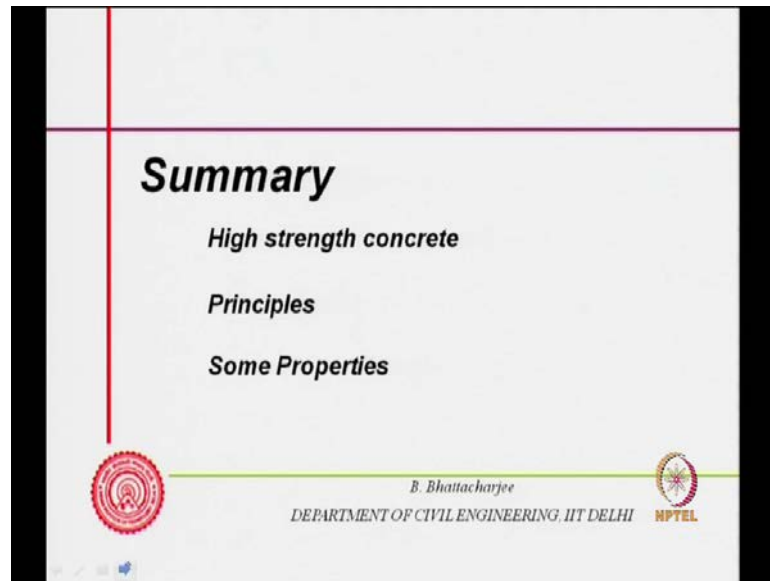 Summary
High strength concrete
Principles
Some Properties
B. Bhattacharjee
DEPARTMENT OF CIVIL ENGINEERING, IIT DELHI
NPTEL